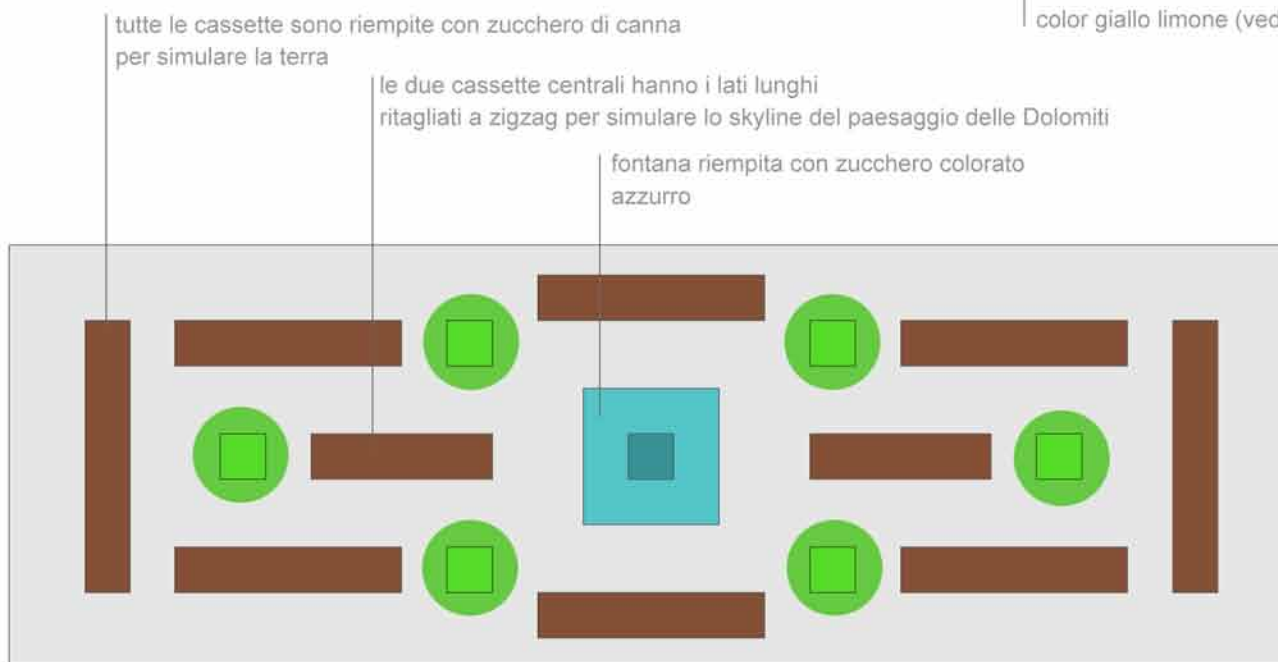 tutte le cassette sono riempite con zucchero di canna
per simulare la terra
color giallo limone
le due cassette centrali hanno i lati lunghi
ritagliati a zigzag per simulare lo skyline del paesaggio delle Dolomiti
fontana riempita con zucchero colorato
azzurro